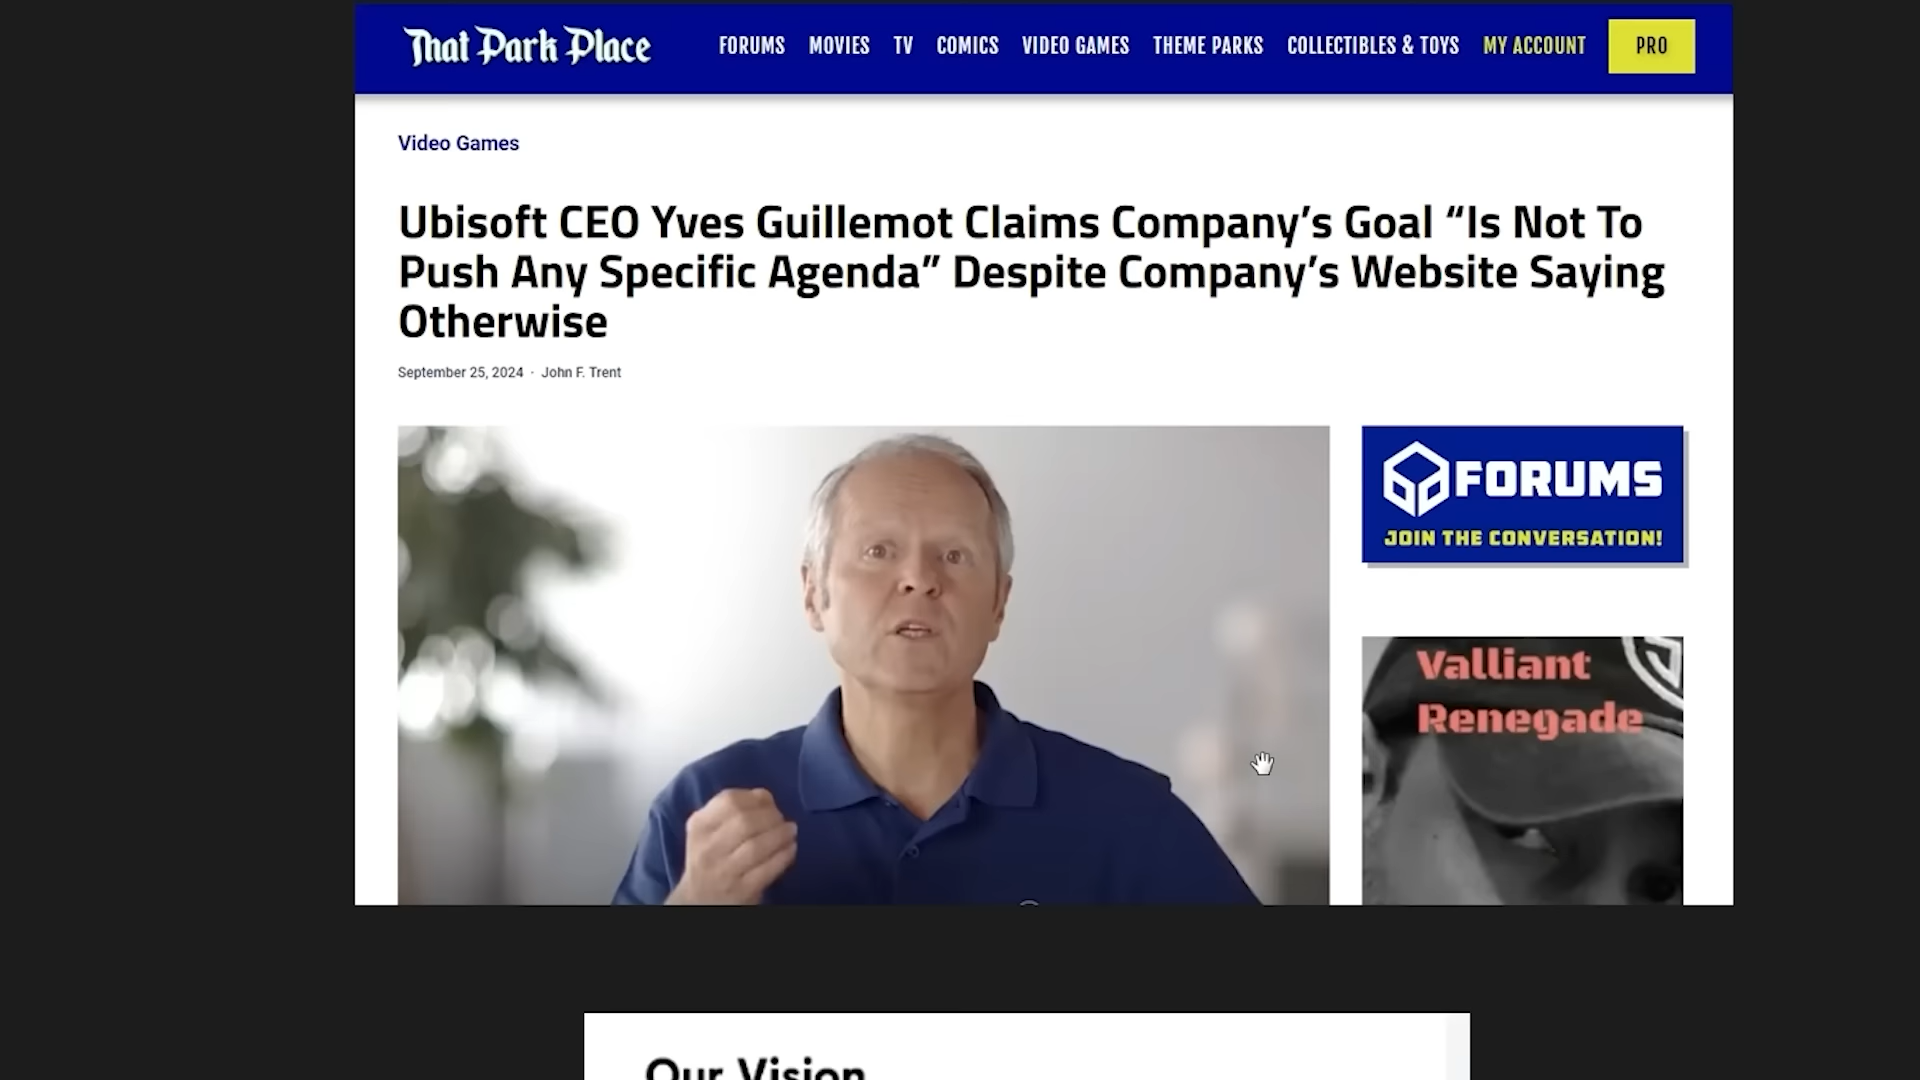 That Park Place
FORUMS MOVIES TV COMICS VIDEO GAMES THEME PARKS COLLECTIBLES & TOYS MY ACCOUNT PRO
Video Games
Ubisoft CEO Yves Guillemot Claims Company’s Goal “Is Not To
Push Any Specific Agenda” Despite Company’s Website Saying
Otherwise
September 25, 2024 · John F. Trent
FORUMS
JOIN THE CONVERSATION!
Valliant
Renegade
Our Vision